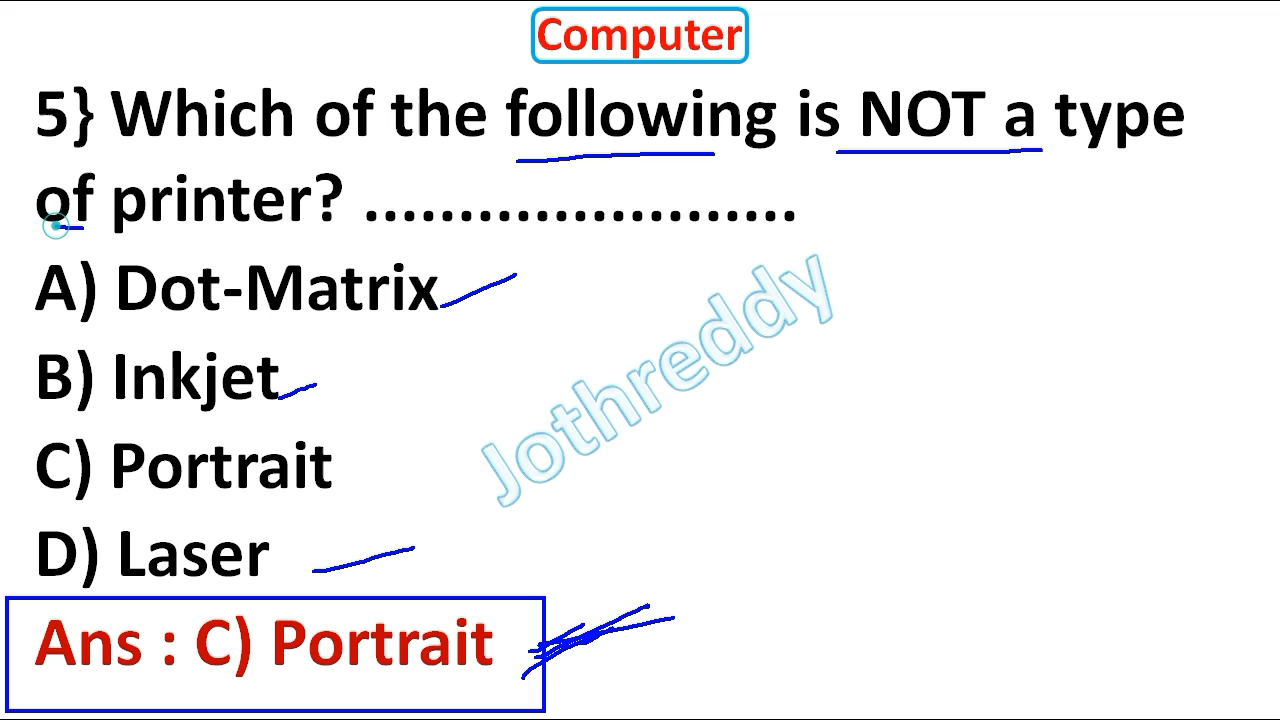 Computer
5} Which of the following is NOT a type
of printer? .......................
A) Dot-Matrix
B) Inkjet
C) Portrait
D) Laser
Ans : C) Portrait
Jothreddy